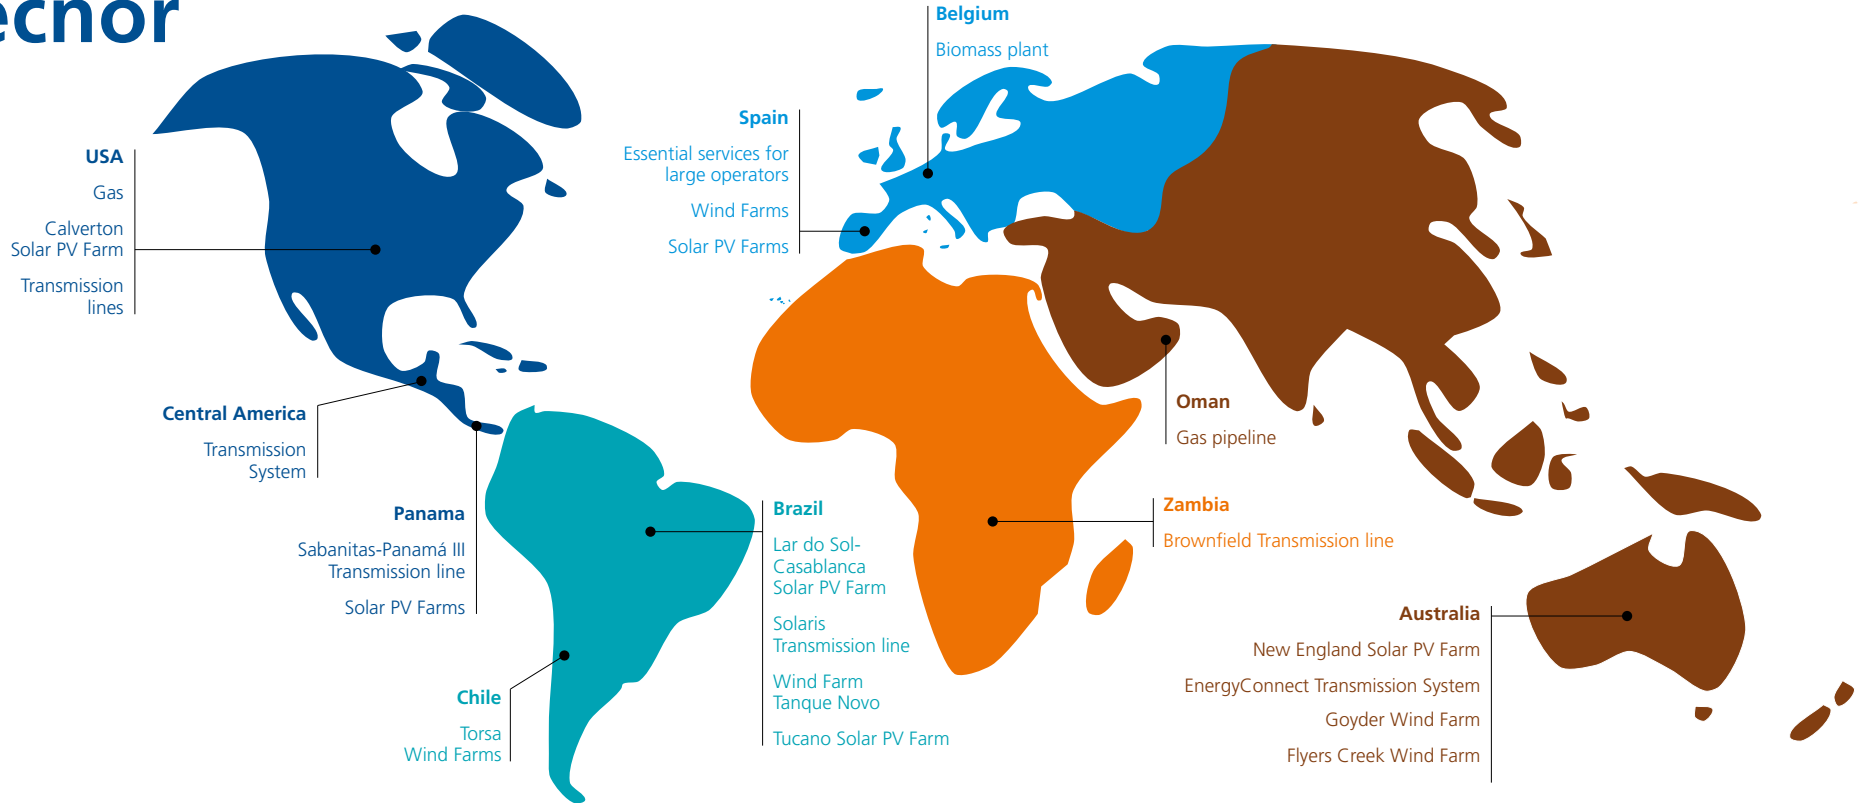 ecnor
Belgium
Biomass plant
Spain
Essential services for
large operators
Wind Farms
Solar PV Farms
USA
Gas
Calverton
Solar PV Farm
Transmission
lines
Central America
Transmission
System
Panama
Sabanitas-Panamá III
Transmission line
Solar PV Farms
Chile
Torsa
Wind Farms
Brazil
Lar do Sol-
Casablanca
Solar PV Farm
Solaris
Transmission line
Wind Farm
Tanque Novo
Tucano Solar PV Farm
Oman
Gas pipeline
Zambia
Brownfield Transmission line
Australia
New England Solar PV Farm
EnergyConnect Transmission System
Goyder Wind Farm
Flyers Creek Wind Farm